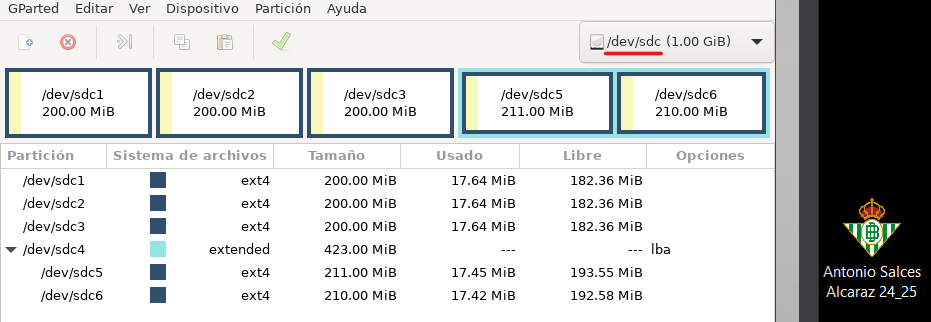 GParted Editar Ver Dispositivo Partición Ayuda
/dev/sdc (1.00 GiB)
/dev/sdc1 /dev/sdc2 /dev/sdc3 /dev/sdc5 /dev/sdc6
200.00 MiB 200.00 MiB 200.00 MiB 211.00 MiB 210.00 MiB
Partición Sistema de archivos Tamaño Usado Libre Opciones
/dev/sdc1 ext4 200.00 MiB 17.64 MiB 182.36 MiB
/dev/sdc2 ext4 200.00 MiB 17.64 MiB 182.36 MiB
/dev/sdc3 ext4 200.00 MiB 17.64 MiB 182.36 MiB
/dev/sdc4 extended 423.00 MiB --- --- lba
/dev/sdc5 ext4 211.00 MiB 17.45 MiB 193.55 MiB
/dev/sdc6 ext4 210.00 MiB 17.42 MiB 192.58 MiB
Antonio Salces
Alcaraz 24_25